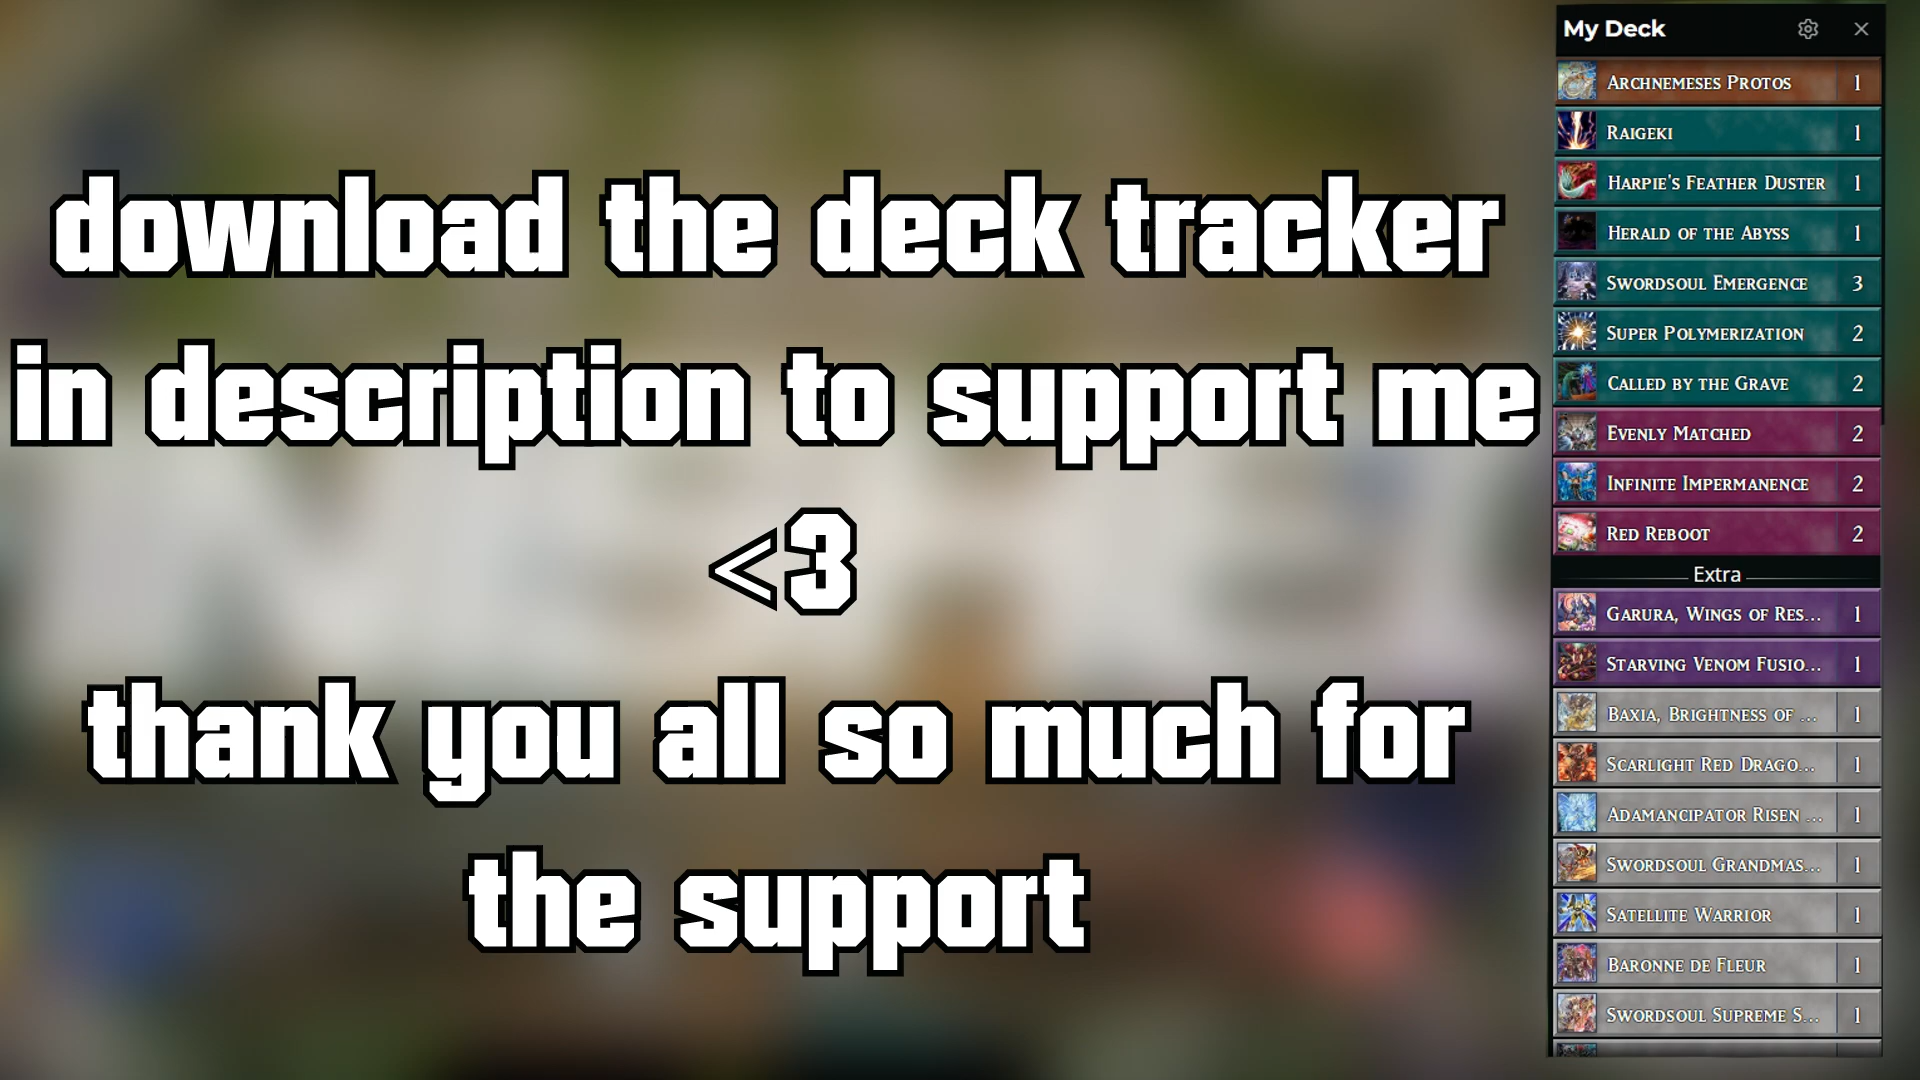 download the deck tracker
in description to support me
<3
thank you all so much for
the support
My Deck
Archnemeses Protos 1
Raigeki 1
Harpie's Feather Duster 1
Herald of the Abyss 1
Swordsoul Emergence 3
Super Polymerization 2
Called by the Grave 2
Evenly Matched 2
Infinite Impermanence 2
Red Reboot 2
Extra
Garura, Wings of Res... 1
Starving Venom Fusio... 1
Baxia, Brightness of ... 1
Scarlight Red Drago... 1
Adamancipator Risen ... 1
Swordsoul Grandmas... 1
Satellite Warrior 1
Baronne de Fleur 1
Swordsoul Supreme S... 1